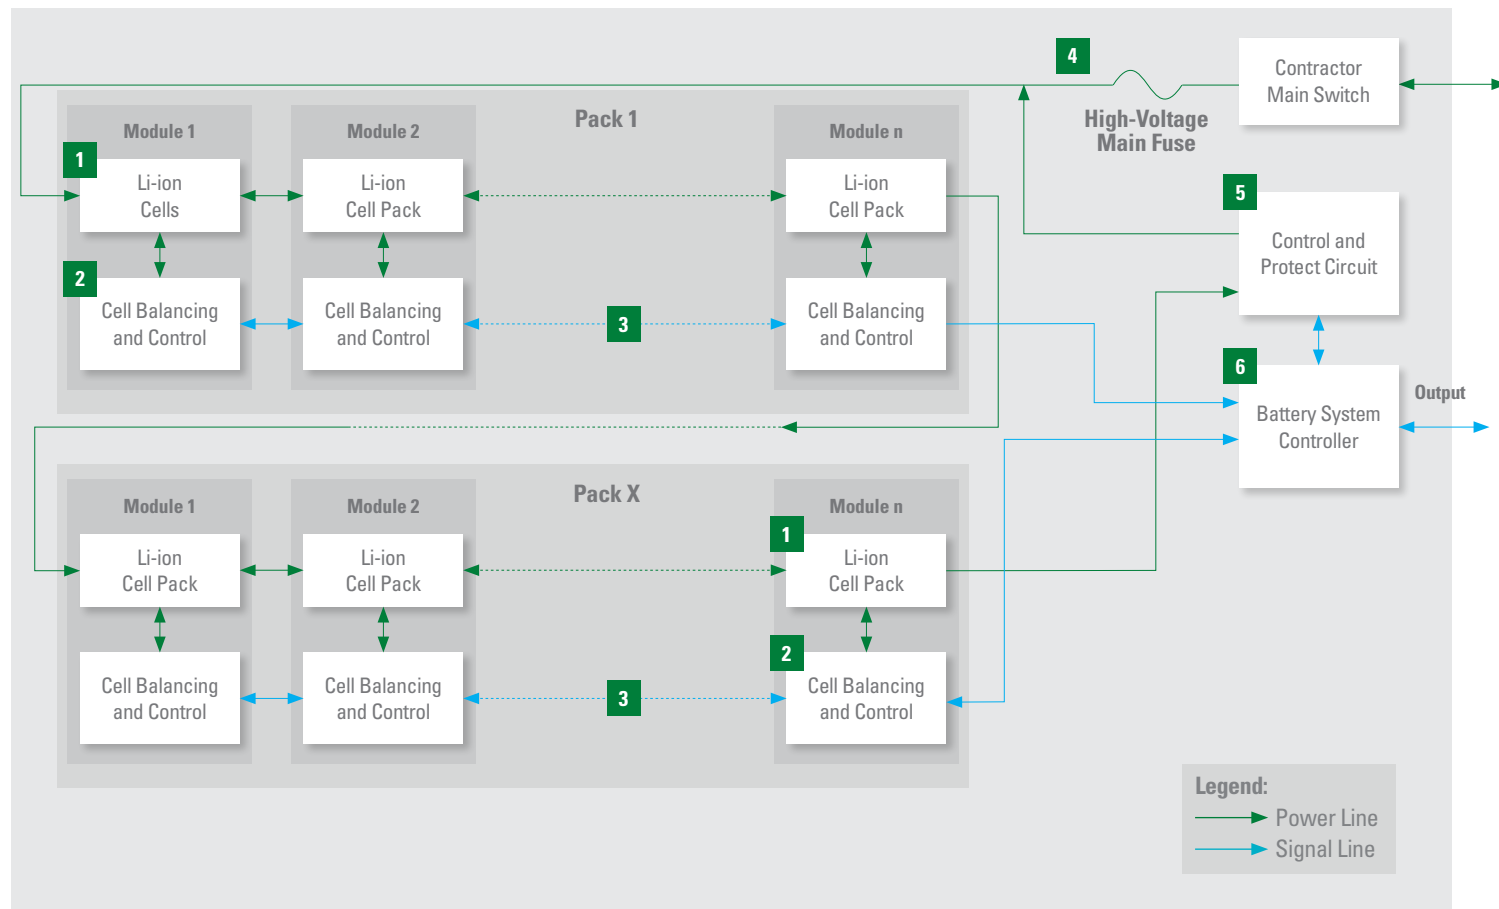 4
Contractor
Main Switch
High-Voltage
Main Fuse
Pack 1
Module 1
Module 2
Module n
1
Li-ion
Cells
Li-ion
Cell Pack
Li-ion
Cell Pack
2
Cell Balancing
and Control
Cell Balancing
and Control
3
Cell Balancing
and Control
5
Control and
Protect Circuit
6
Battery System
Controller
Output
Pack X
Module 1
Module 2
Module n
Li-ion
Cell Pack
Li-ion
Cell Pack
1
Li-ion
Cell Pack
Cell Balancing
and Control
Cell Balancing
and Control
3
2
Cell Balancing
and Control
Legend:
Power Line
Signal Line